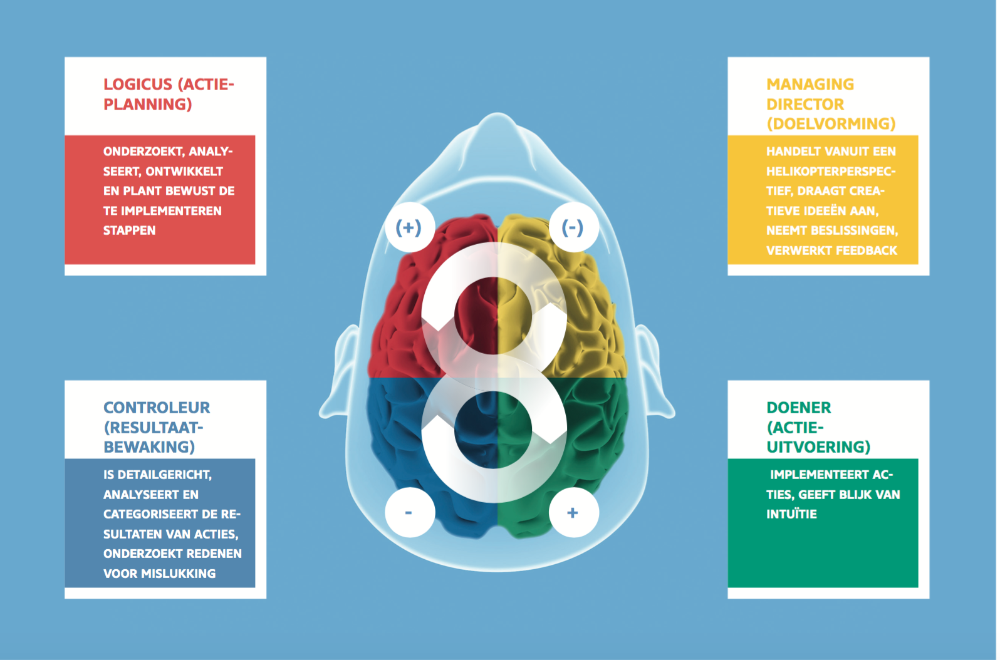 LOGICUS (ACTIE-
PLANNING)
ONDERZOEKT, ANALY-
SEERT, ONTWIKKELT
EN PLANT BEWUST DE
TE IMPLEMENTEREN
STAPPEN
MANAGING
DIRECTOR
(DOELVORMING)
HANDELT VANUIT EEN
HELIKOPTERPERSPEC-
TIEF, DRAAGT CREA-
TIEVE IDEEËN AAN,
NEEMT BESLISSINGEN,
VERWERKT FEEDBACK
(+)
(-)
CONTROLEUR
(RESULTAAT-
BEWAKING)
IS DETAILGERICHT,
ANALYSEERT EN
CATEGORISEERT DE RE-
SULTATEN VAN ACTIES,
ONDERZOEKT REDENEN
VOOR MISLUKKING
DOENER
(ACTIE-
UITVOERING)
IMPLEMENTEERT AC-
TIES, GEEFT BLIJK VAN
INTUÏTIE
-
+